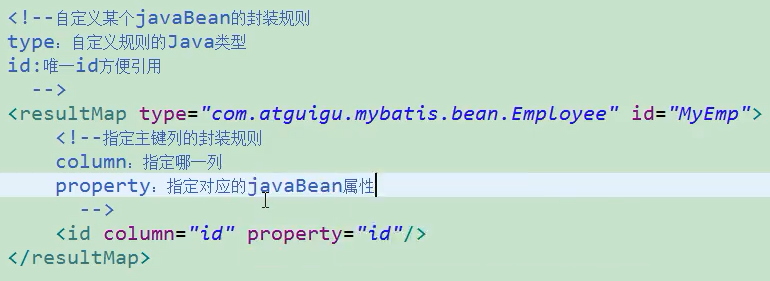 <!--自定义某个javaBean的封装规则
type：自定义规则的Java类型
id:唯一id方便引用
-->
<resultMap type="com.atguigu.mybatis.bean.Employee" id="MyEmp">
<!--指定主键列的封装规则
column：指定哪一列
property：指定对应的javaBean属性
-->
<id column="id" property="id"/>
</resultMap>